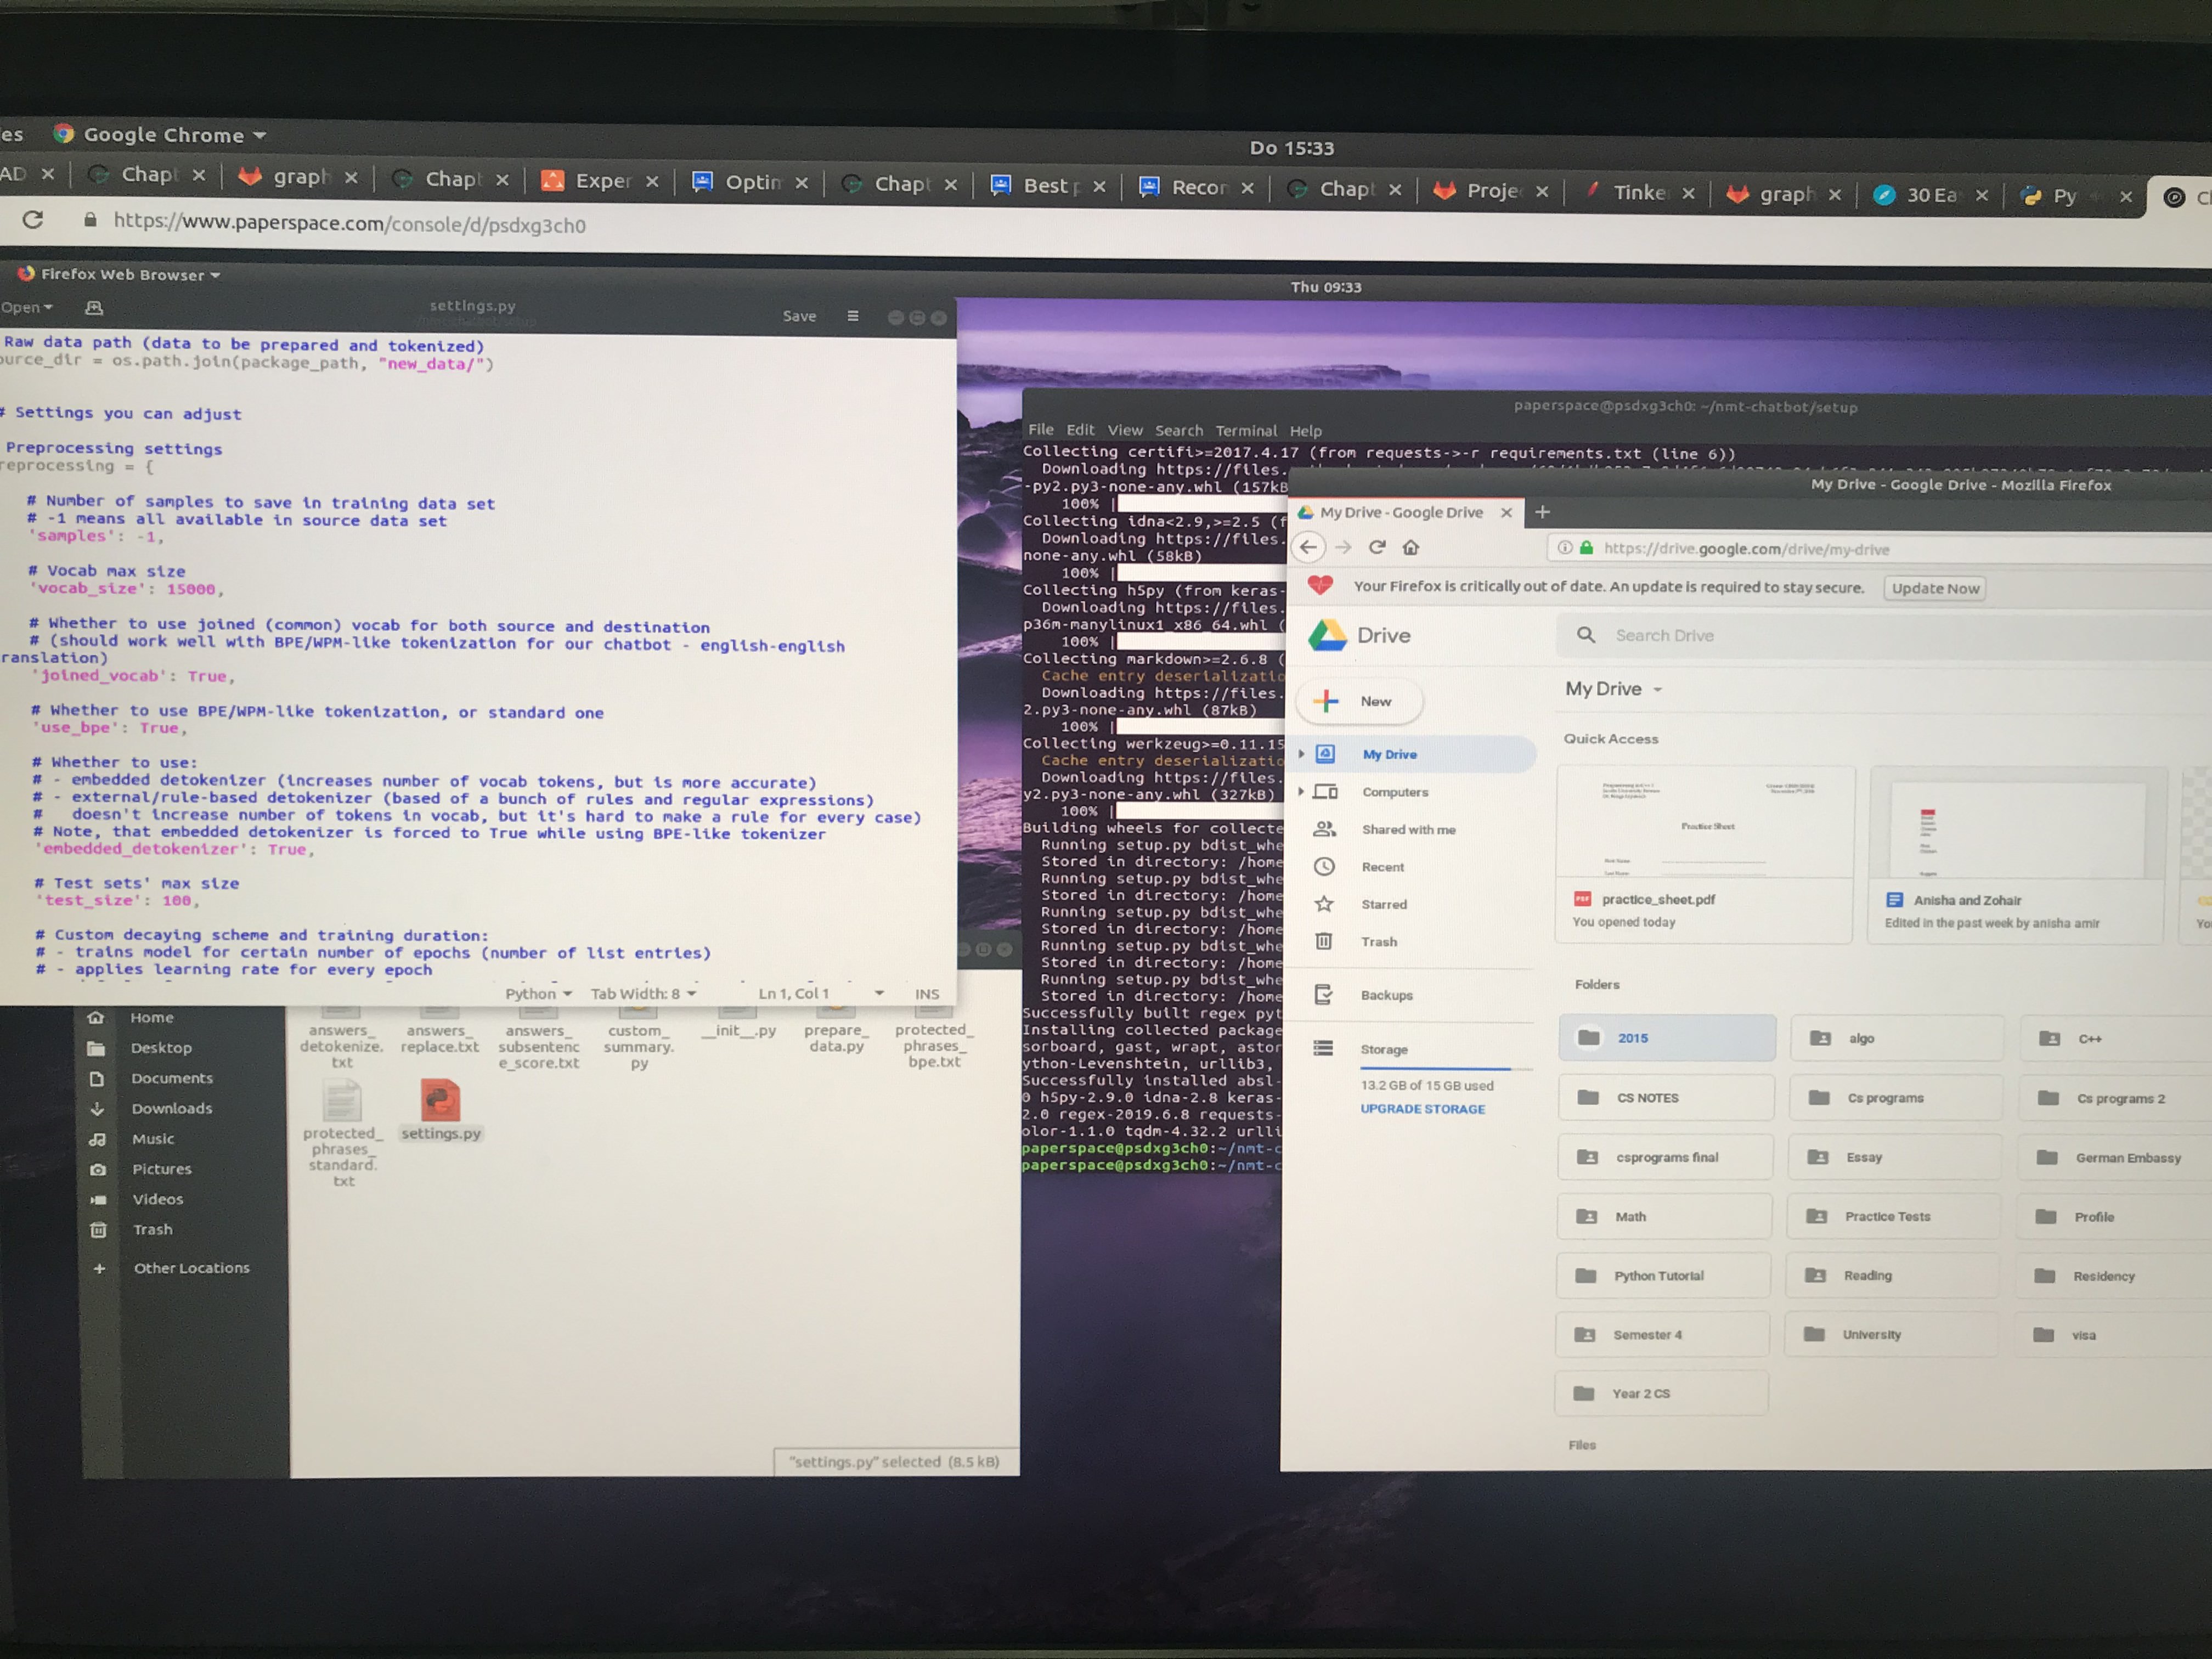 es Google Chrome
Do 15:33
AD Chapt graph Chapt Exper Optin Chapt Best p Recon Chapt Proje Tinke graph 30 Ea Py
https://www.paperspace.com/console/d/psdxg3ch0
Firefox Web Browser
Thu 09:33
Open
settings.py
Save
Raw data path (data to be prepared and tokenized)
ource_dir = os.path.join(package_path, "new_data/")
# Settings you can adjust
Preprocessing settings
reprocessing = {
# Number of samples to save in training data set
# -1 means all available in source data set
'samples': -1,
# Vocab max size
'vocab_size': 15000,
# Whether to use joined (common) vocab for both source and destination
# (should work well with BPE/WPM-like tokenization for our chatbot - english-english
ranslation)
'joined_vocab': True,
# Whether to use BPE/WPM-like tokenization, or standard one
'use_bpe': True,
# Whether to use:
# - embedded detokenizer (increases number of vocab tokens, but is more accurate)
# - external/rule-based detokenizer (based of a bunch of rules and regular expressions)
# doesn't increase number of tokens in vocab, but it's hard to make a rule for every case)
# Note, that embedded detokenizer is forced to True while using BPE-like tokenizer
'embedded_detokenizer': True,
# Test sets' max size
'test_size': 100,
# Custom decaying scheme and training duration:
# - trains model for certain number of epochs (number of list entries)
# - applies learning rate for every epoch
Python Tab Width: 8 Ln 1, Col 1 INS
Home
Desktop
Documents
Downloads
Music
Pictures
Videos
Trash
Other Locations
answers_
detokenize.
txt
answers_
replace.txt
answers_
subsentenc
e_score.txt
custom_
summary.
py
__init__.py
prepare_
data.py
protected_
phrases_
bpe.txt
protected_
phrases_
standard.
txt
settings.py
"settings.py" selected (8.5 kB)
paperspace@psdxg3ch0: ~/nmt-chatbot/setup
File Edit View Search Terminal Help
Collecting certifi>=2017.4.17 (from requests->-r requirements.txt (line 6))
Downloading https://files.
-py2.py3-none-any.whl (157kB
100% |
Collecting idna<2.9,>=2.5 (f
Downloading https://files.
none-any.whl (58kB)
100% |
Collecting h5py (from keras-
Downloading https://files.
p36m-manylinux1_x86_64.whl (
100% |
Collecting markdown>=2.6.8 (
Cache entry deserializatio
Downloading https://files.
2.py3-none-any.whl (87kB)
100% |
Collecting werkzeug>=0.11.15
Cache entry deserializatio
Downloading https://files.
y2.py3-none-any.whl (327kB)
100% |
Building wheels for collecte
Running setup.py bdist_whe
Stored in directory: /home
Running setup.py bdist_whe
Stored in directory: /home
Running setup.py bdist_whe
Stored in directory: /home
Running setup.py bdist_whe
Stored in directory: /home
Running setup.py bdist_whe
Stored in directory: /home
Successfully built regex pyt
Installing collected package
sorboard, gast, wrapt, astor
ython-Levenshtein, urllib3,
Successfully installed absl-
0 h5py-2.9.0 idna-2.8 keras-
2.0 regex-2019.6.8 requests-
olor-1.1.0 tqdm-4.32.2 urlli
paperspace@psdxg3ch0:~/nmt-c
paperspace@psdxg3ch0:~/nmt-c
My Drive - Google Drive - Mozilla Firefox
My Drive - Google Drive
https://drive.google.com/drive/my-drive
Your Firefox is critically out of date. An update is required to stay secure. Update Now
Drive
Search Drive
New
My Drive
Computers
Shared with me
Recent
Starred
Trash
Backups
Storage
13.2 GB of 15 GB used
UPGRADE STORAGE
My Drive
Quick Access
Practice Sheet
practice_sheet.pdf
You opened today
Anisha and Zohair
Edited in the past week by anisha amir
Yo
Folders
2015 algo C++
CS NOTES Cs programs Cs programs 2
csprograms final Essay German Embassy
Math Practice Tests Profile
Python Tutorial Reading Residency
Semester 4 University visa
Year 2 CS
Files